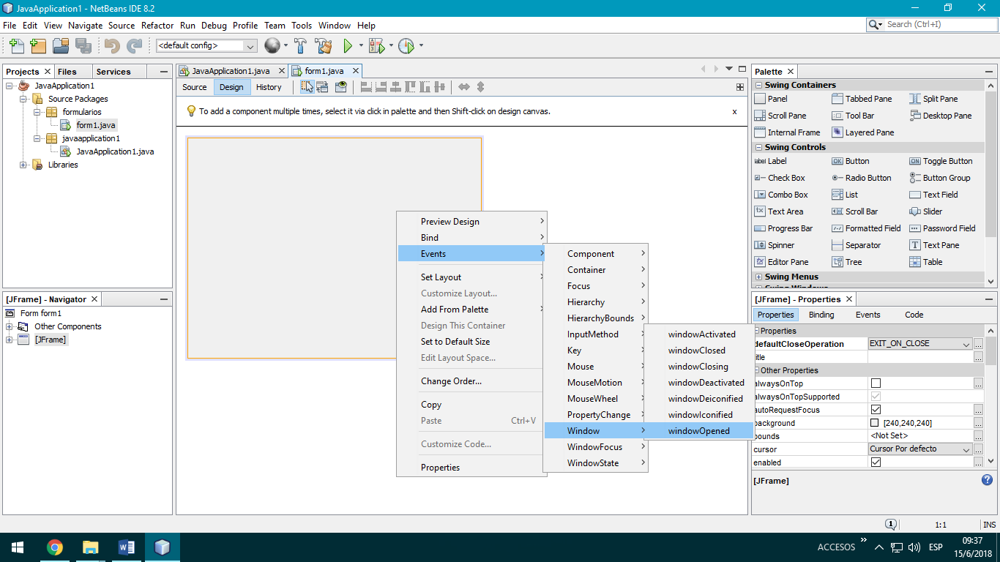 JavaApplication1 - NetBeans IDE 8.2
File Edit View Navigate Source Refactor Run Debug Profile Team Tools Window Help
Search (Ctrl+I)
<default config>
Projects Files Services
JavaApplication1
Source Packages
formularios
form1.java
javaapplication1
JavaApplication1.java
Libraries
[JFrame] - Navigator
Form form1
Other Components
[JFrame]
JavaApplication1.java form1.java
Source Design History
To add a component multiple times, select it via click in palette and then Shift-click on design canvas. x
Preview Design
Bind
Events
Set Layout
Customize Layout...
Add From Palette
Design This Container
Set to Default Size
Edit Layout Space...
Change Order...
Copy
Paste Ctrl+V
Customize Code...
Properties
Component
Container
Focus
Hierarchy
HierarchyBounds
InputMethod
Key
Mouse
MouseMotion
MouseWheel
PropertyChange
Window
WindowFocus
WindowState
windowActivated
windowClosed
windowClosing
windowDeactivated
windowDeiconified
windowIconified
windowOpened
Palette
Swing Containers
Panel Tabbed Pane Split Pane
Scroll Pane Tool Bar Desktop Pane
Internal Frame Layered Pane
Swing Controls
label Label OK Button ON Toggle Button
Check Box Radio Button Button Group
Combo Box List Text Field
Text Area Scroll Bar Slider
Progress Bar Formatted Field Password Field
Spinner Separator Text Pane
Editor Pane Tree Table
Swing Menus
Swing Windows
[JFrame] - Properties
Properties Binding Events Code
Properties
defaultCloseOperation EXIT_ON_CLOSE ...
title ...
Other Properties
alwaysOnTop ...
alwaysOnTopSupported
autoRequestFocus ...
background [240,240,240] ...
bounds <Not Set> ...
cursor Cursor Por defecto ...
enabled ...
[JFrame]
1 1:1 INS
ACCESOS ESP 09:37
15/6/2018